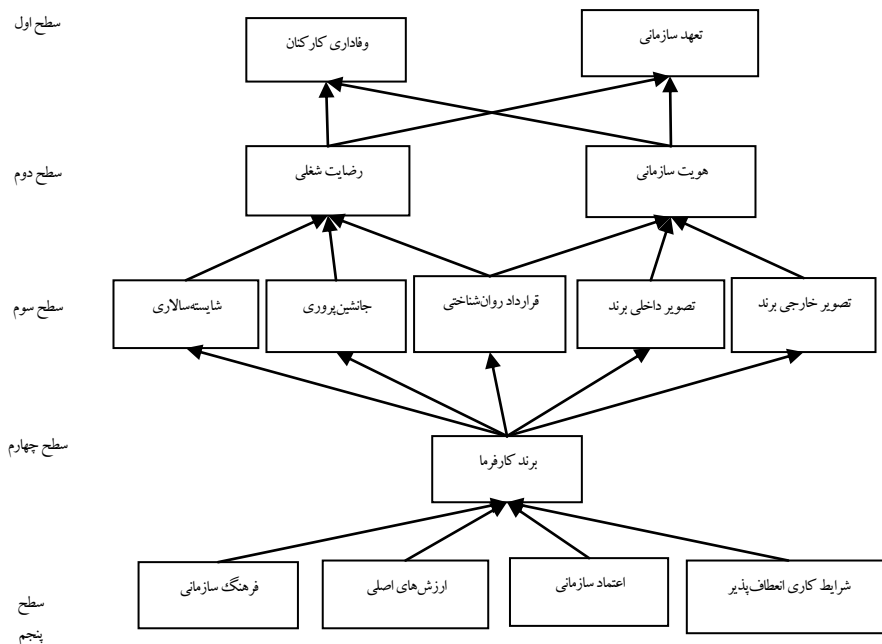 سطح اول
تعهد سازمانی
وفاداری کارکنان
سطح دوم
هویت سازمانی
رضایت شغلی
سطح سوم
تصویر خارجی برند
تصویر داخلی برند
قرارداد روان‌شناختی
جانشین‌پروری
شایسته‌سالاری
سطح چهارم
برند کارفرما
شرایط کاری انعطاف‌پذیر
اعتماد سازمانی
ارزش‌های اصلی
فرهنگ سازمانی
سطح
پنجم